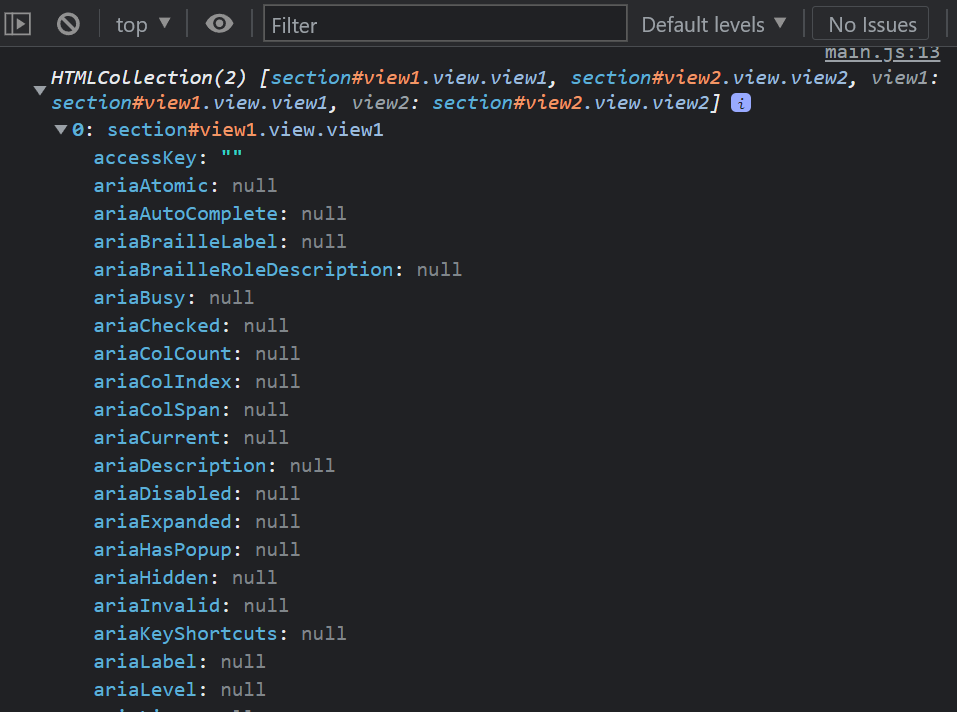 top
Filter
Default levels
No Issues
main.js:13
HTMLCollection(2) [section#view1.view.view1, section#view2.view.view2, view1:
section#view1.view.view1, view2: section#view2.view.view2] i
0: section#view1.view.view1
accessKey: ""
ariaAtomic: null
ariaAutoComplete: null
ariaBrailleLabel: null
ariaBrailleRoleDescription: null
ariaBusy: null
ariaChecked: null
ariaColCount: null
ariaColIndex: null
ariaColSpan: null
ariaCurrent: null
ariaDescription: null
ariaDisabled: null
ariaExpanded: null
ariaHasPopup: null
ariaHidden: null
ariaInvalid: null
ariaKeyShortcuts: null
ariaLabel: null
ariaLevel: null